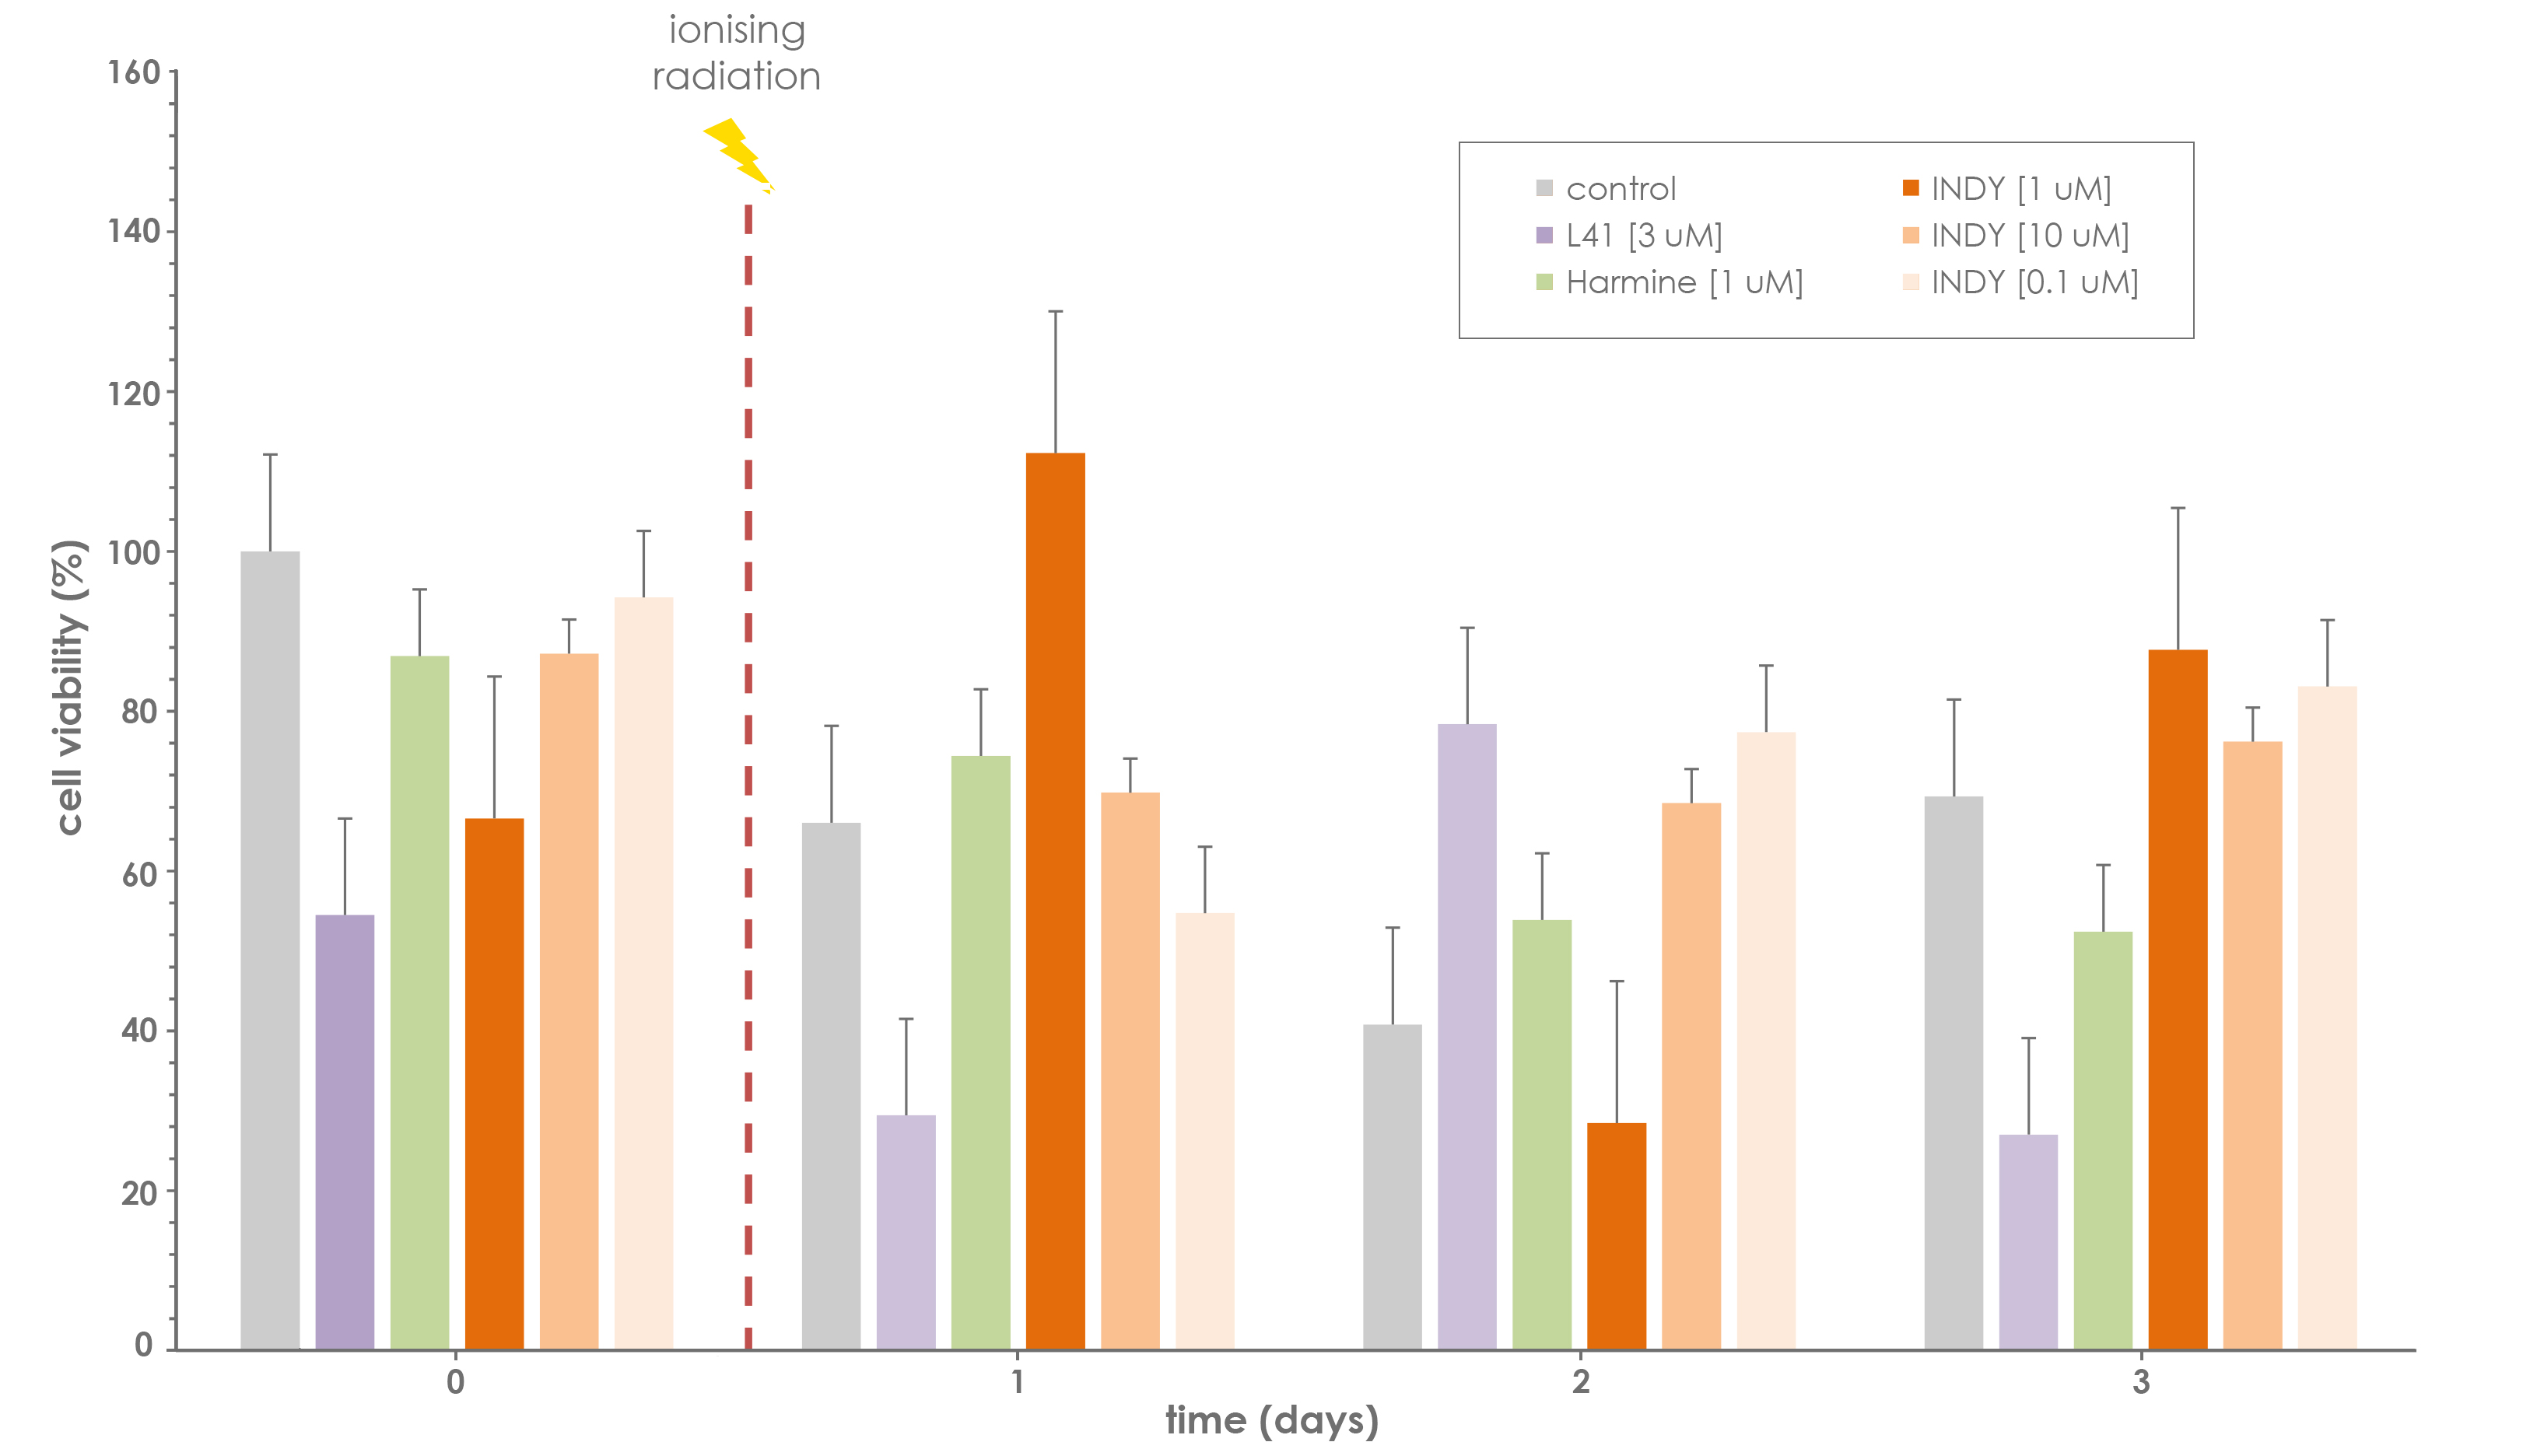 ionising
radiation
160
140
120
100
80
60
40
20
0
cell viability (%)
control
L41 [3 uM]
Harmine [1 uM]
INDY [1 uM]
INDY [10 uM]
INDY [0.1 uM]
0 1 2 3
time (days)